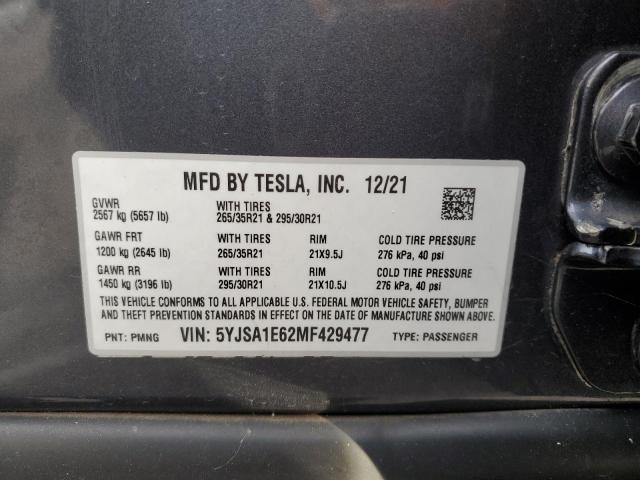 MFD BY TESLA, INC. 12/21
GVWR WITH TIRES
2567 kg (5657 lb) 265/35R21 & 295/30R21
GAWR FRT WITH TIRES RIM COLD TIRE PRESSURE
1200 kg (2645 lb) 265/35R21 21X9.5J 276 kPa, 40 psi
GAWR RR WITH TIRES RIM COLD TIRE PRESSURE
1450 kg (3196 lb) 295/30R21 21X10.5J 276 kPa, 40 psi
THIS VEHICLE CONFORMS TO ALL APPLICABLE U.S. FEDERAL MOTOR VEHICLE SAFETY, BUMPER
AND THEFT PREVENTION STANDARDS IN EFFECT ON THE DATE OF MANUFACTURE SHOWN ABOVE.
PNT: PMNG VIN: 5YJSA1E62MF429477 TYPE: PASSENGER